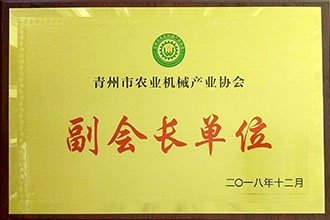 青州市农业机械产业协会
副会长单位
二〇一八年十二月